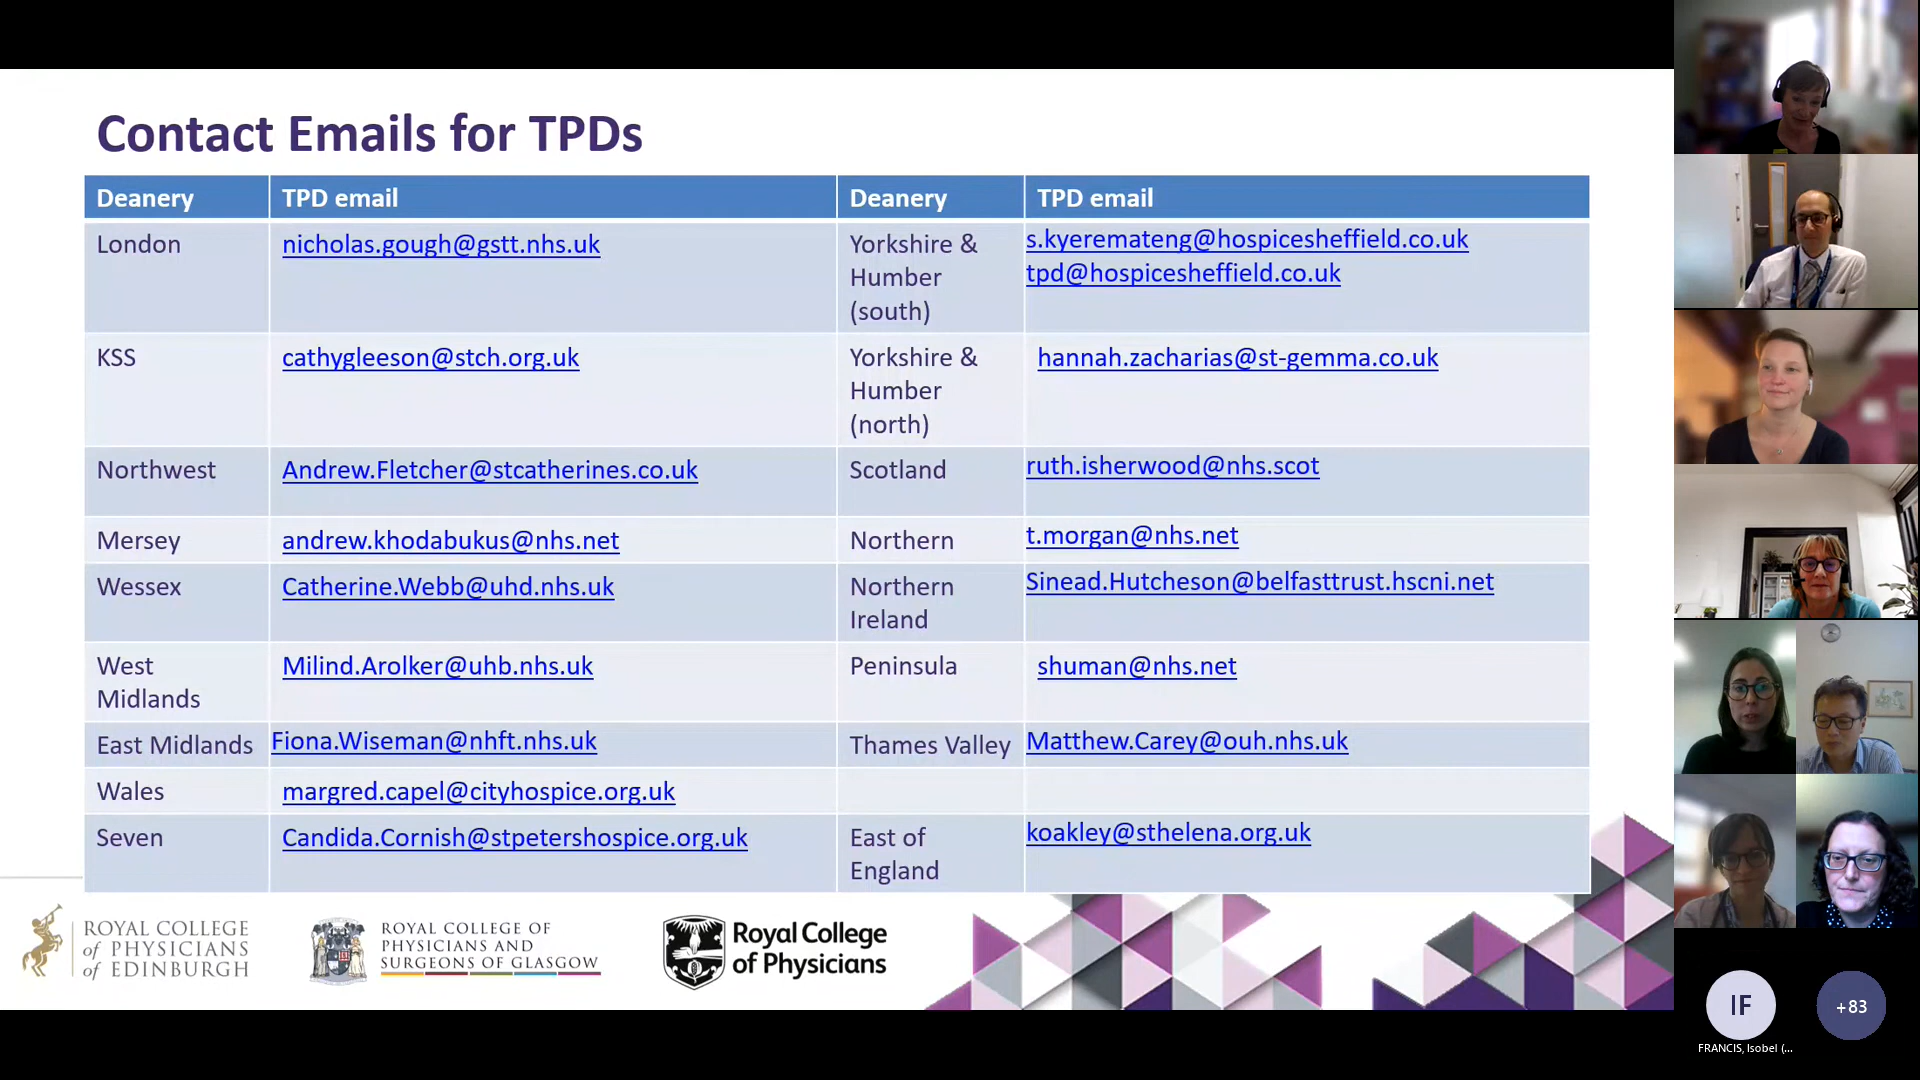 Contact Emails for TPDs
Deanery TPD email Deanery TPD email
London nicholas.gough@gstt.nhs.uk Yorkshire & Humber (south) s.kyeremateng@hospicesheffield.co.uk
tpd@hospicesheffield.co.uk
KSS cathygleeson@stch.org.uk Yorkshire & Humber (north) hannah.zacharias@st-gemma.co.uk
Northwest Andrew.Fletcher@stcatherines.co.uk Scotland ruth.isherwood@nhs.scot
Mersey andrew.khodabukus@nhs.net Northern t.morgan@nhs.net
Wessex Catherine.Webb@uhd.nhs.uk Northern Ireland Sinead.Hutcheson@belfasttrust.hscni.net
West Midlands Milind.Arolker@uhb.nhs.uk Peninsula shuman@nhs.net
East Midlands Fiona.Wiseman@nhft.nhs.uk Thames Valley Matthew.Carey@ouh.nhs.uk
Wales margred.capel@cityhospice.org.uk
Seven Candida.Cornish@stpetershospice.org.uk East of England koakley@sthelena.org.uk
ROYAL COLLEGE
of PHYSICIANS
of EDINBURGH
ROYAL COLLEGE OF
PHYSICIANS AND
SURGEONS OF GLASGOW
Royal College
of Physicians
IF
FRANCIS, Isobel (...
+83